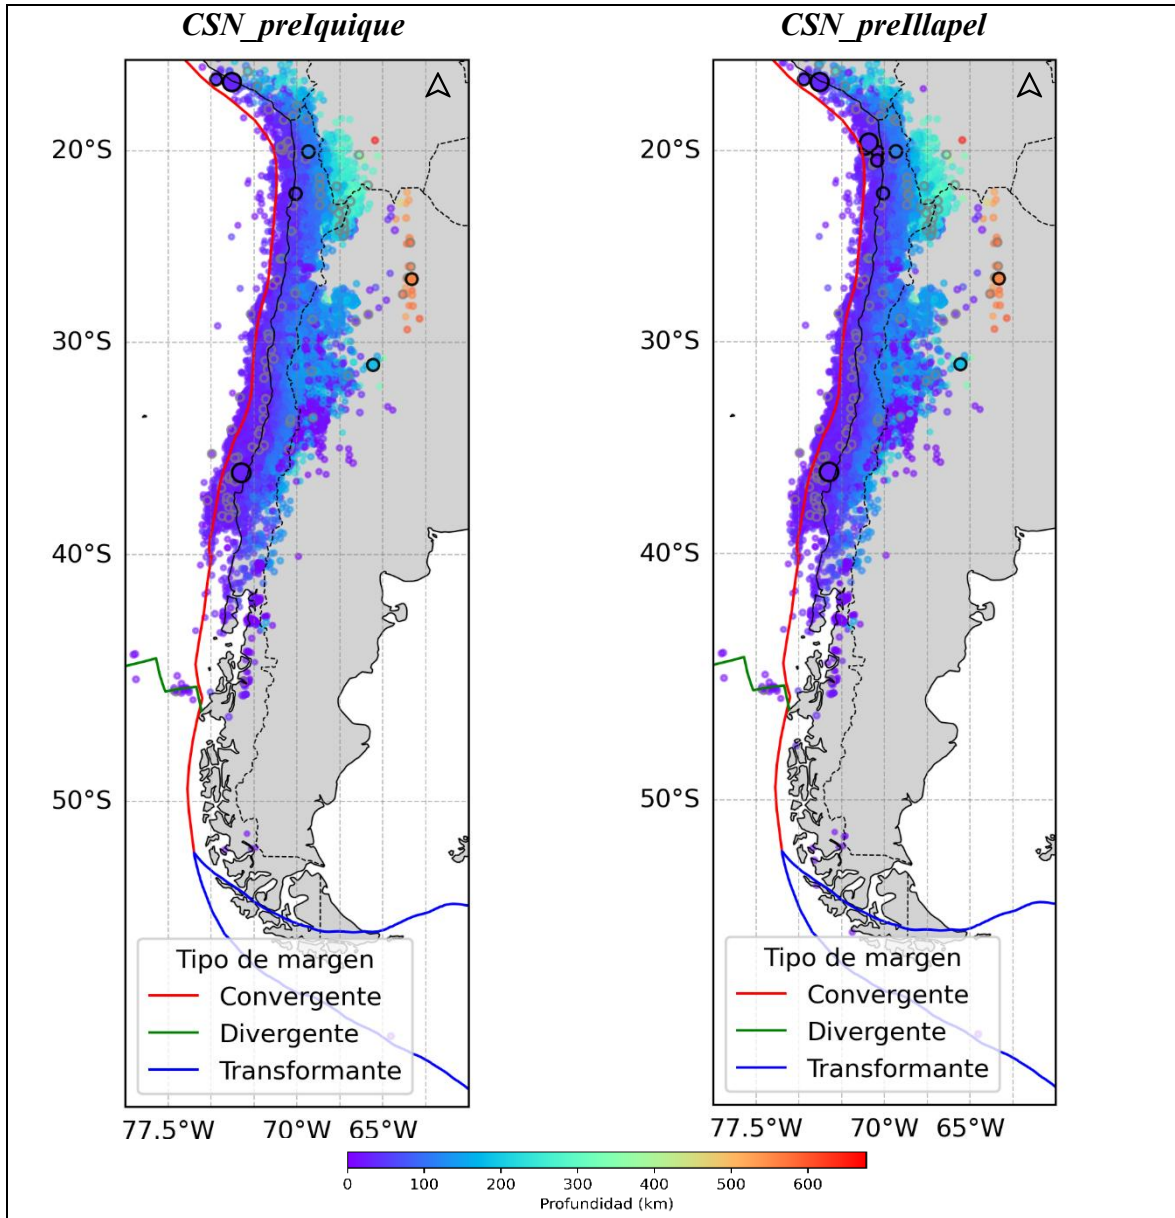 CSN_preIquique
20°S
30°S
40°S
50°S
Tipo de margen
Convergente
Divergente
Transformante
77.5°W 70°W 65°W
CSN_preIllapel
20°S
30°S
40°S
50°S
Tipo de margen
Convergente
Divergente
Transformante
77.5°W 70°W 65°W
0 100 200 300 400 500 600
Profundidad (km)